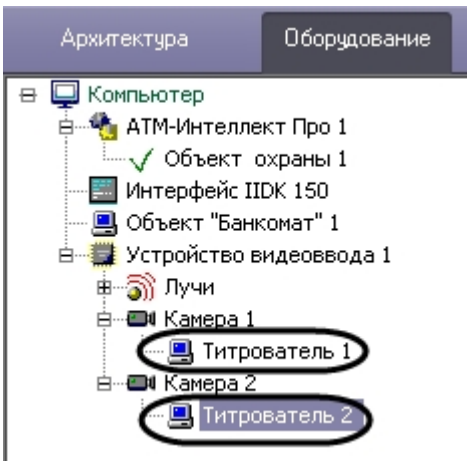 Архитектура Оборудование
Компьютер
АТМ-Интеллект Про 1
Объект охраны 1
Интерфейс IIDK 150
Объект "Банкомат" 1
Устройство видеоввода 1
Лучи
Камера 1
Титрователь 1
Камера 2
Титрователь 2